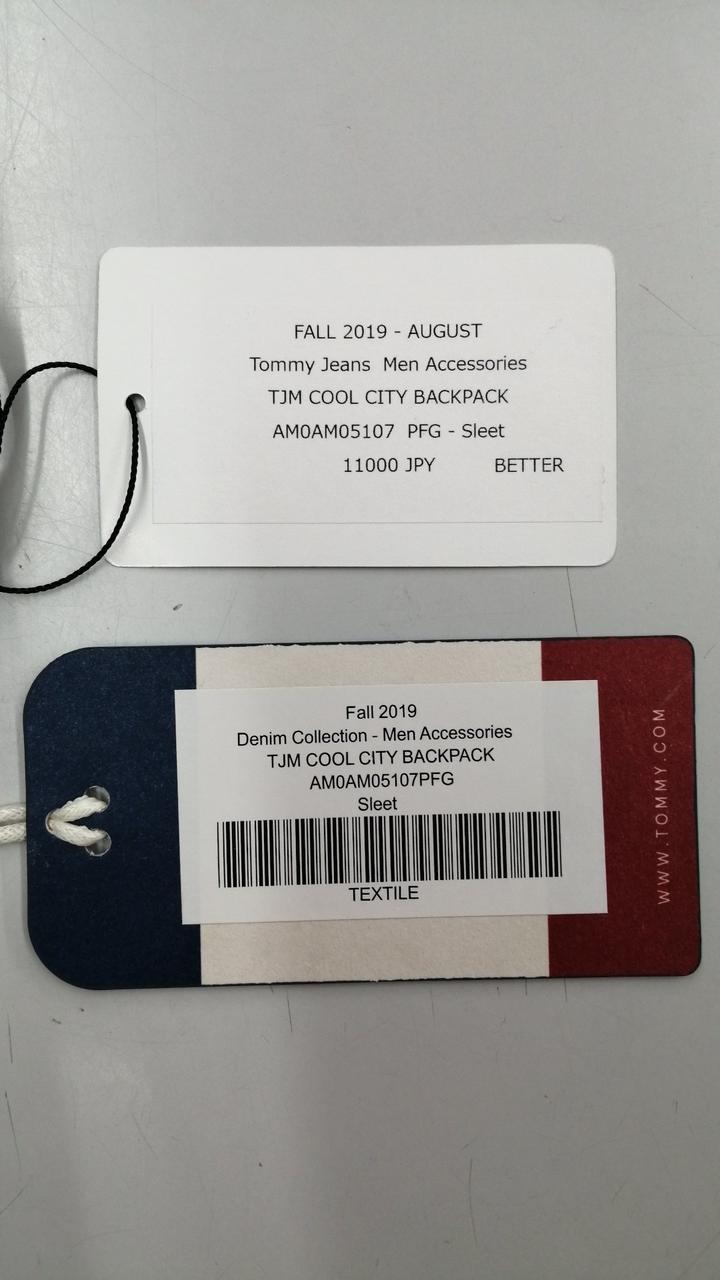 FALL 2019 - AUGUST
Tommy Jeans Men Accessories
TJM COOL CITY BACKPACK
AM0AM05107 PFG - Sleet
11000 JPY BETTER
Fall 2019
Denim Collection - Men Accessories
TJM COOL CITY BACKPACK
AM0AM05107PFG
Sleet
TEXTILE
WWW.TOMMY.COM